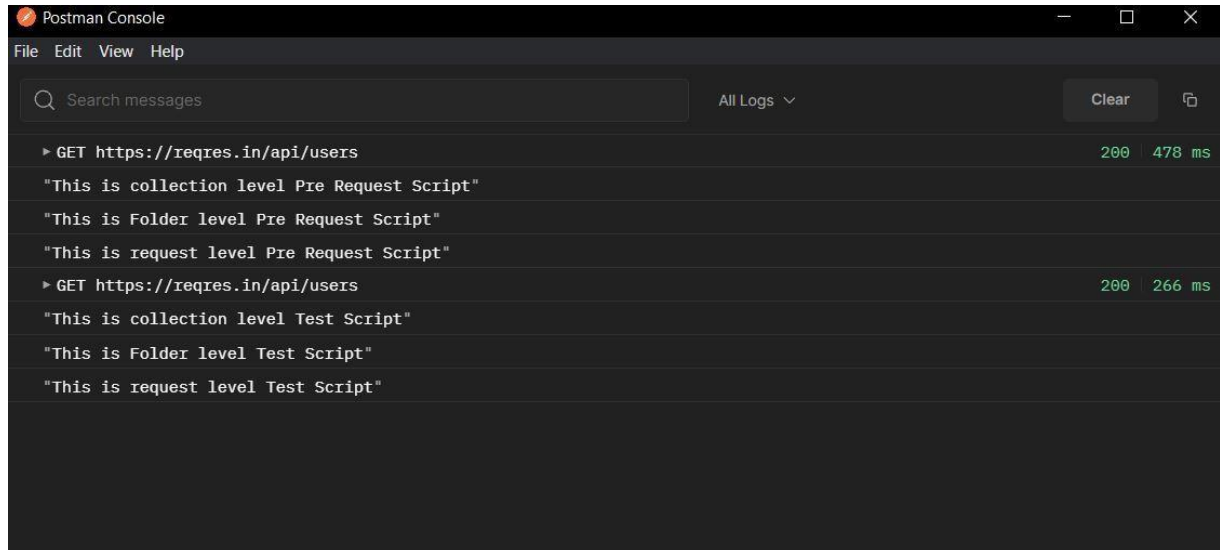 Postman Console
File Edit View Help
Search messages All Logs Clear
GET https://reqres.in/api/users 200 478 ms
"This is collection level Pre Request Script"
"This is Folder level Pre Request Script"
"This is request level Pre Request Script"
GET https://reqres.in/api/users 200 266 ms
"This is collection level Test Script"
"This is Folder level Test Script"
"This is request level Test Script"